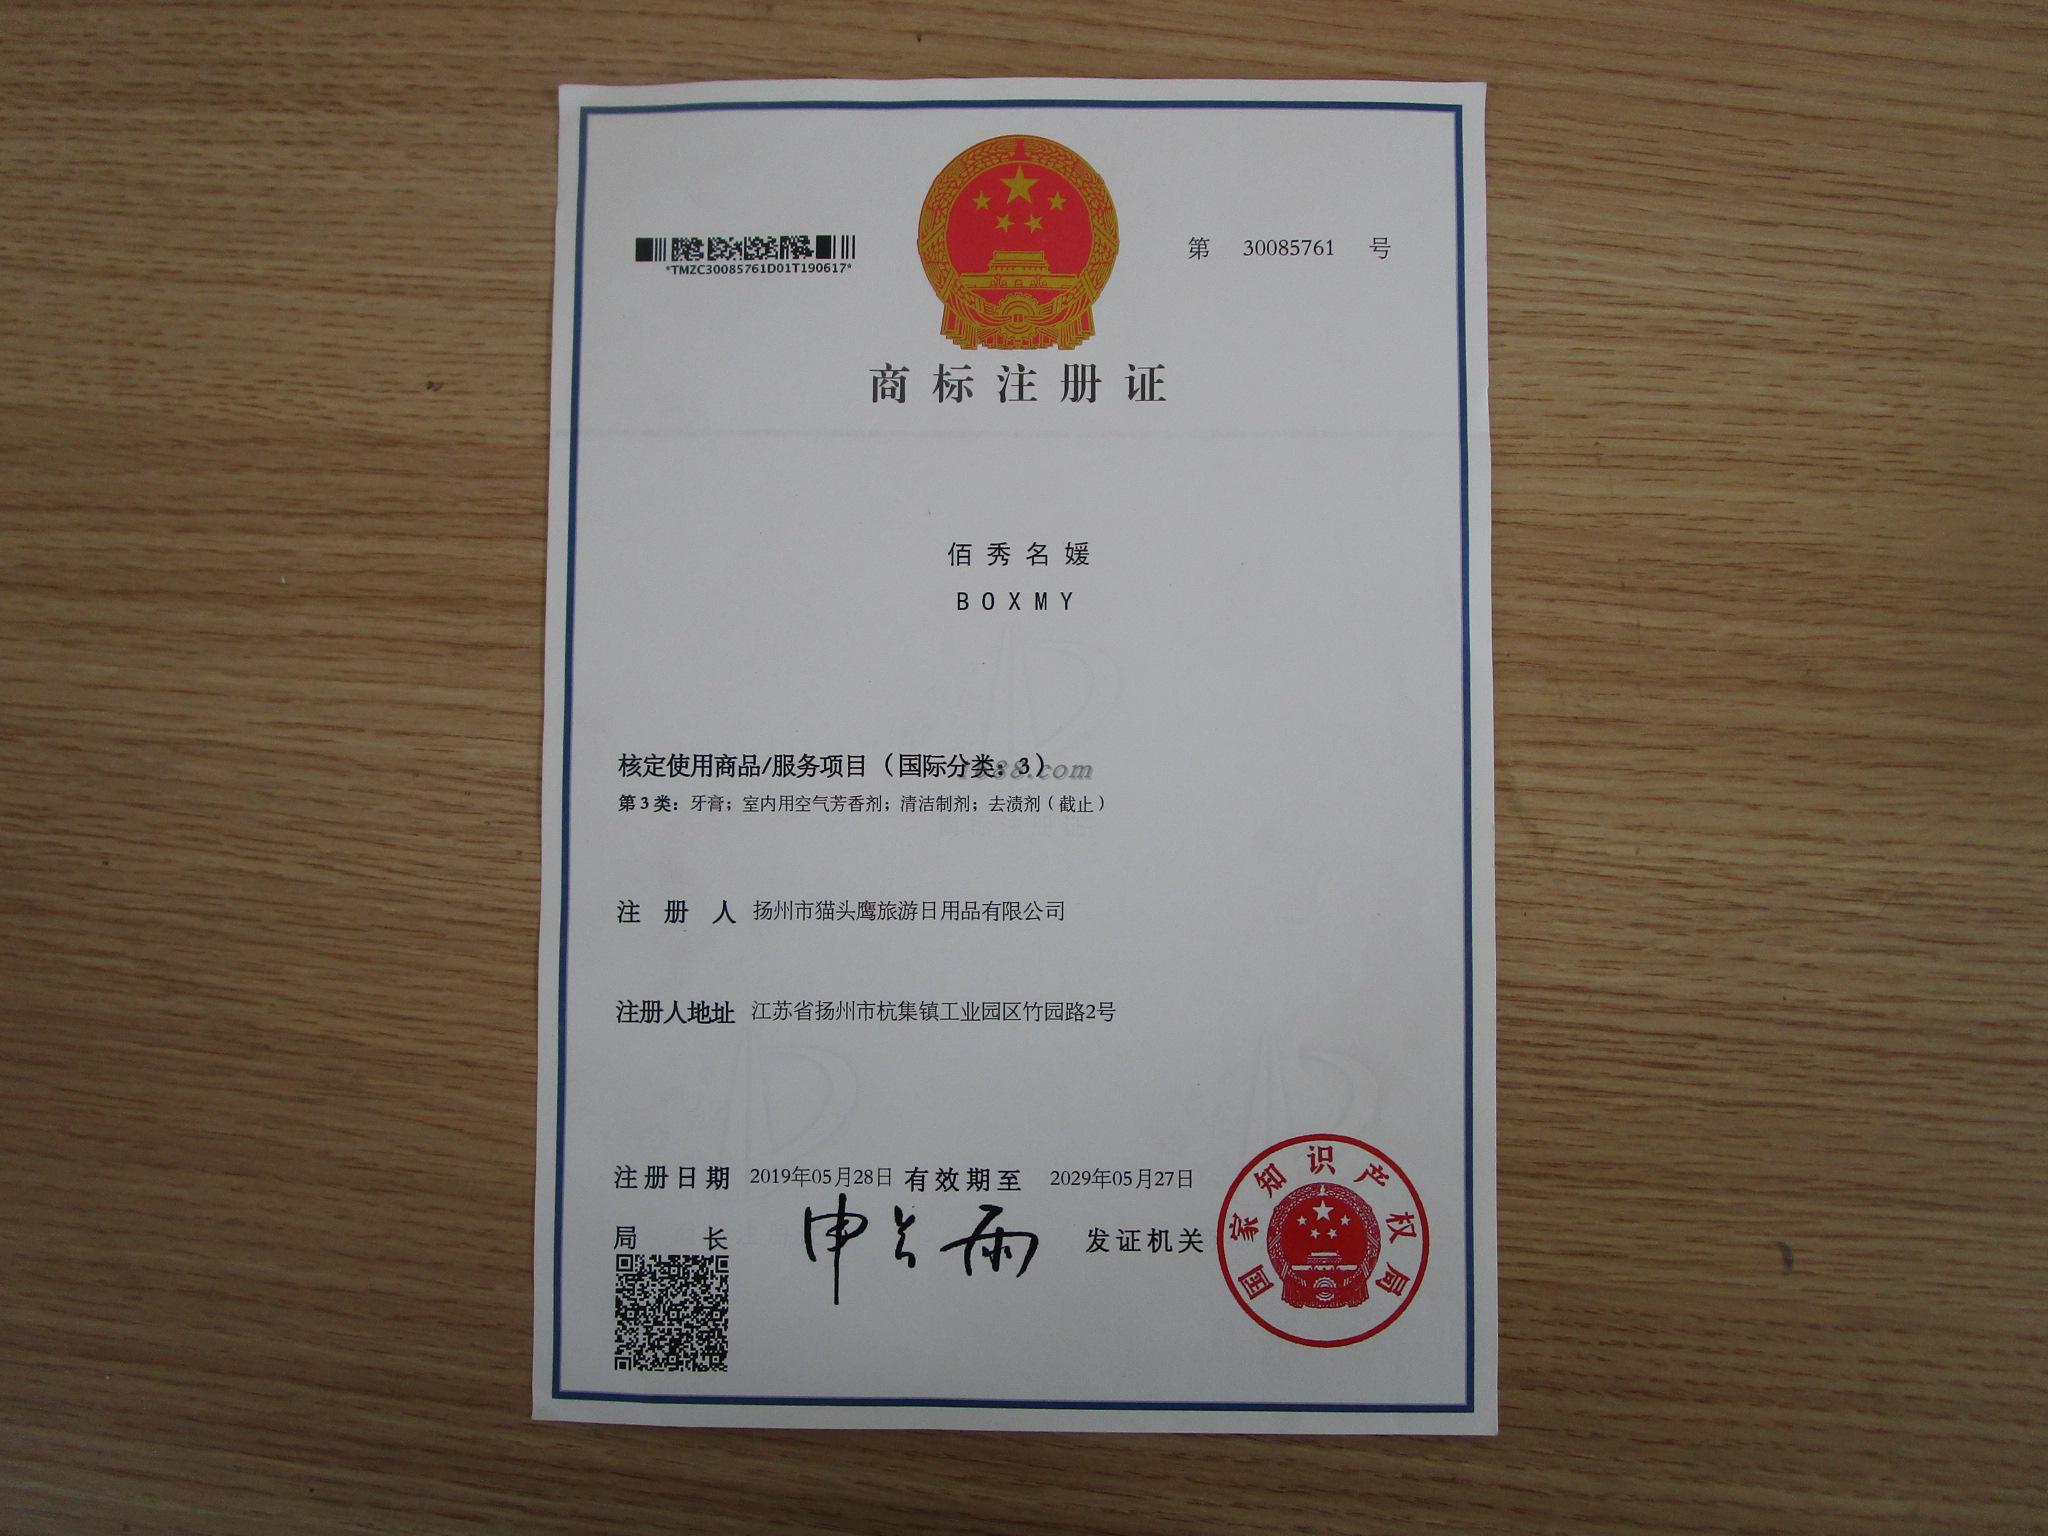 *TMZC30085761D01T190617*
第 30085761 号
商标注册证
佰秀名媛
BOXMY
核定使用商品/服务项目（国际分类：3）
1688.com
第3类：牙膏；室内用空气芳香剂；清洁制剂；去渍剂（截止）
注册人 扬州市猫头鹰旅游日用品有限公司
注册人地址 江苏省扬州市杭集镇工业园区竹园路2号
注册日期 2019年05月28日 有效期至 2029年05月27日
局长 申长雨 发证机关
国家知识产权局